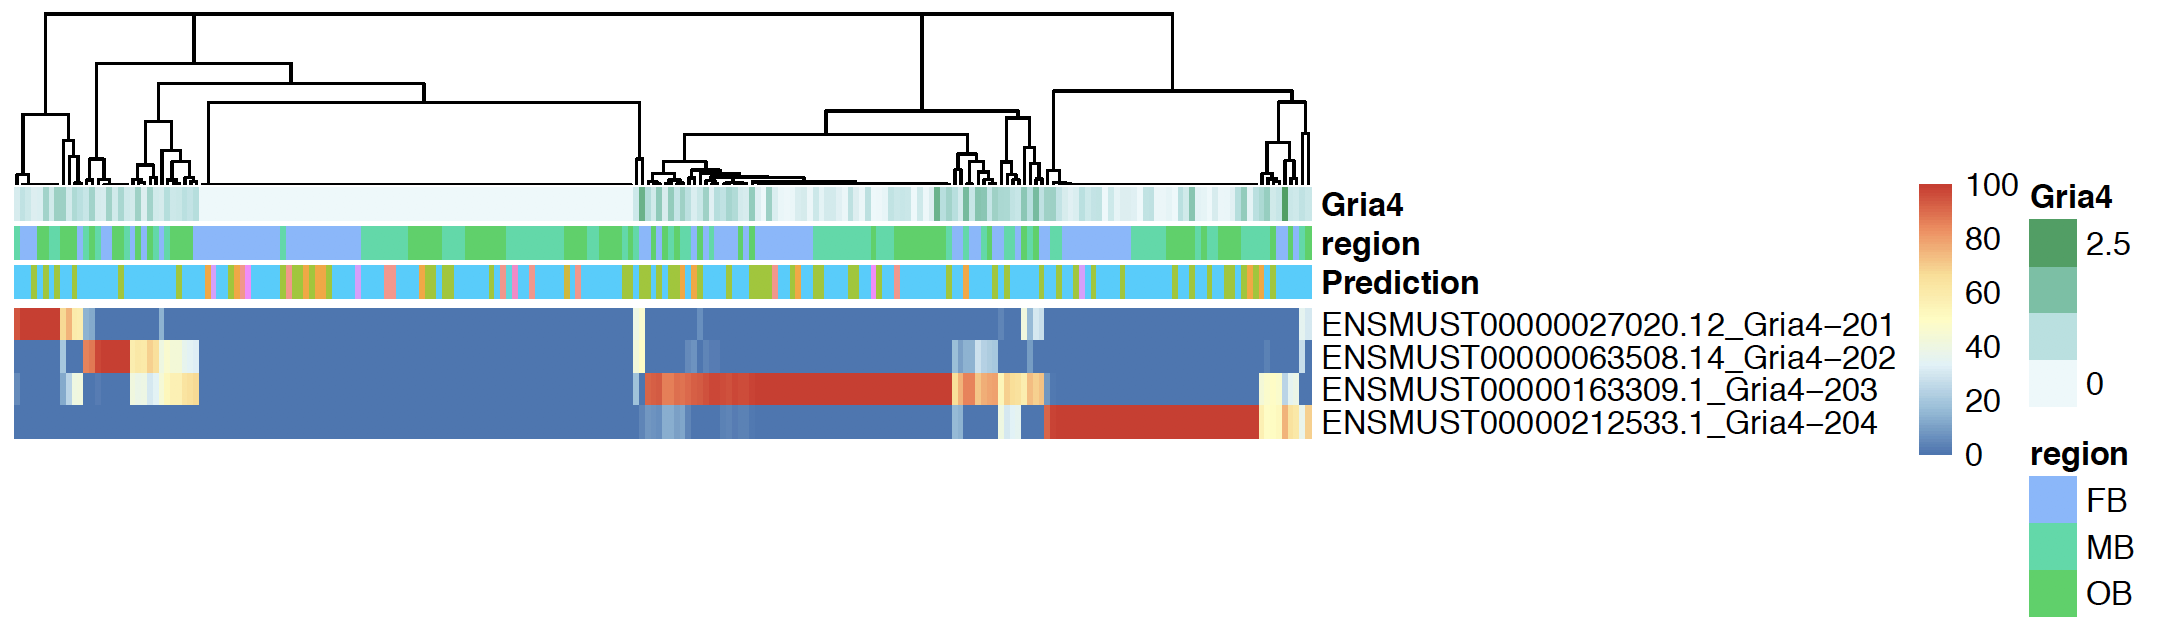 Gria4
region
Prediction
ENSMUST00000027020.12_Gria4−201
ENSMUST00000063508.14_Gria4−202
ENSMUST00000163309.1_Gria4−203
ENSMUST00000212533.1_Gria4−204
100
80
60
40
20
0
Gria4
2.5
0
region
FB
MB
OB